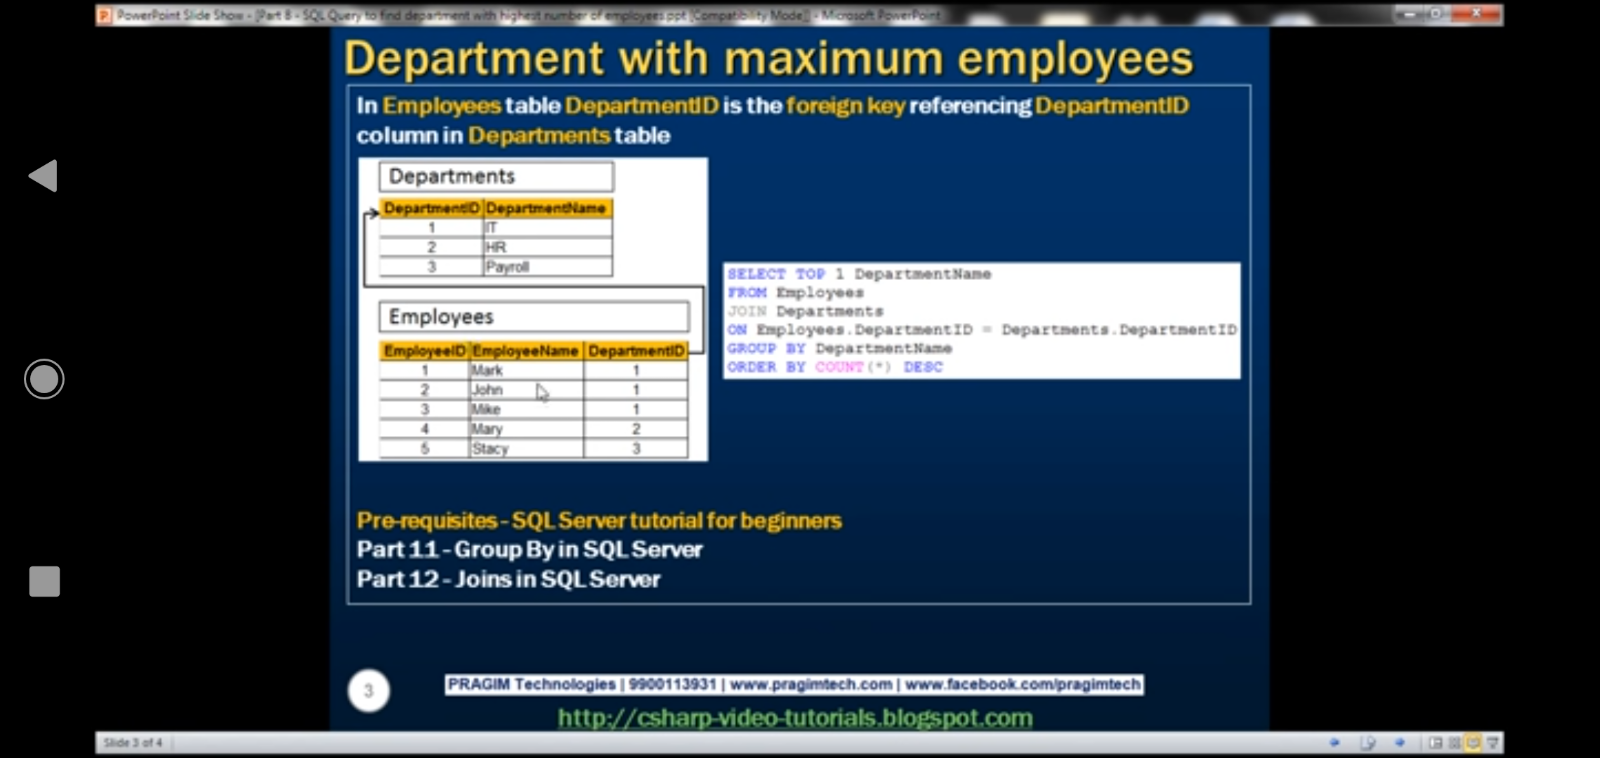 PowerPoint Slide Show - [Part 8 - SQL Query to find department with highest number of employees.ppt [Compatibility Mode]] - Microsoft PowerPoint
Department with maximum employees
In Employees table DepartmentID is the foreign key referencing DepartmentID
column in Departments table
Departments
DepartmentID DepartmentName
1 IT
2 HR
3 Payroll
Employees
EmployeeID EmployeeName DepartmentID
1 Mark 1
2 John 1
3 Mike 1
4 Mary 2
5 Stacy 3
SELECT TOP 1 DepartmentName
FROM Employees
JOIN Departments
ON Employees.DepartmentID = Departments.DepartmentID
GROUP BY DepartmentName
ORDER BY COUNT(*) DESC
Pre-requisites - SQL Server tutorial for beginners
Part 11 - Group By in SQL Server
Part 12 - Joins in SQL Server
3
PRAGIM Technologies | 9900113931 | www.pragimtech.com | www.facebook.com/pragimtech
http://csharp-video-tutorials.blogspot.com
Slide 3 of 4